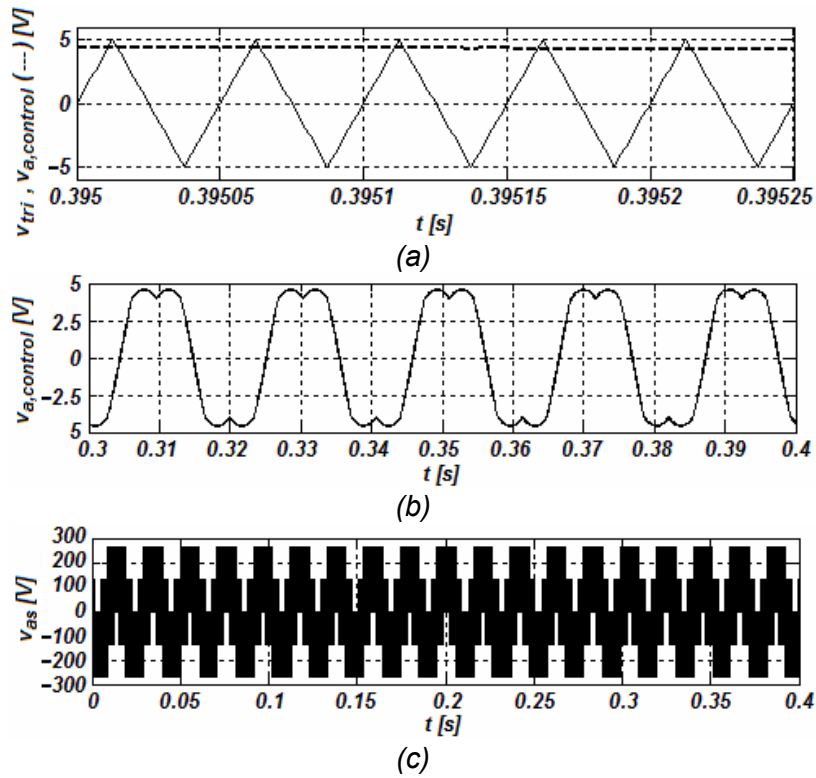 v_tri , v_a,control (---) [V]
5
0
−5
0.395 0.39505 0.3951 0.39515 0.3952 0.39525
t [s]
(a)
v_a,control [V]
5
2.5
0
−2.5
5
0.3 0.31 0.32 0.33 0.34 0.35 0.36 0.37 0.38 0.39 0.4
t [s]
(b)
v_as [V]
300
200
100
0
−100
−200
−300
0 0.05 0.1 0.15 0.2 0.25 0.3 0.35 0.4
t [s]
(c)